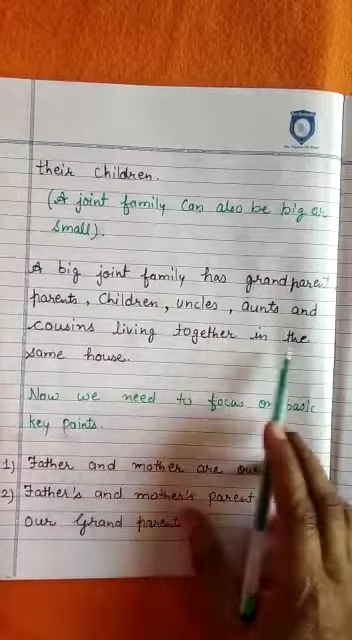 their Children.
(A joint family can also be big or
small).
A big joint family has grandparent
parents, Children, uncles, aunts and
cousins living together in the
same house.
Now we need to focus on basic
key points.
1) Father and mother are our
2) Father's and mother's parent
our Grand parents